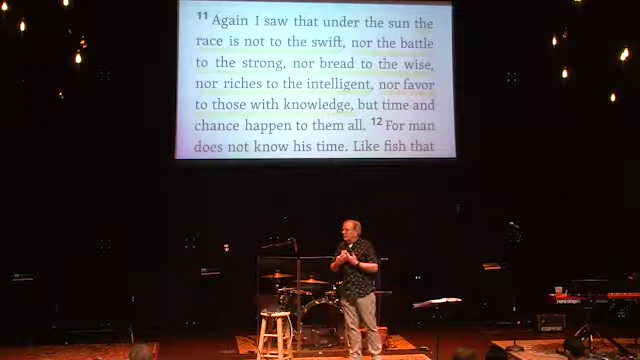 11 Again I saw that under the sun the
race is not to the swift, nor the battle
to the strong, nor bread to the wise,
nor riches to the intelligent, nor favor
to those with knowledge, but time and
chance happen to them all. 12 For man
does not know his time. Like fish that